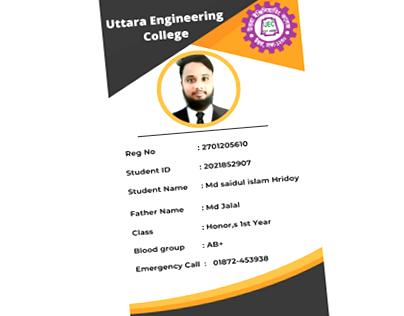 Uttara Engineering
College
UEC
Reg No : 2701205610
Student ID : 2021852907
Student Name : Md saidul islam Hridoy
Father Name : Md Jalal
Class : Honor,s 1st Year
Blood group : AB+
Emergency Call : 01872-453938